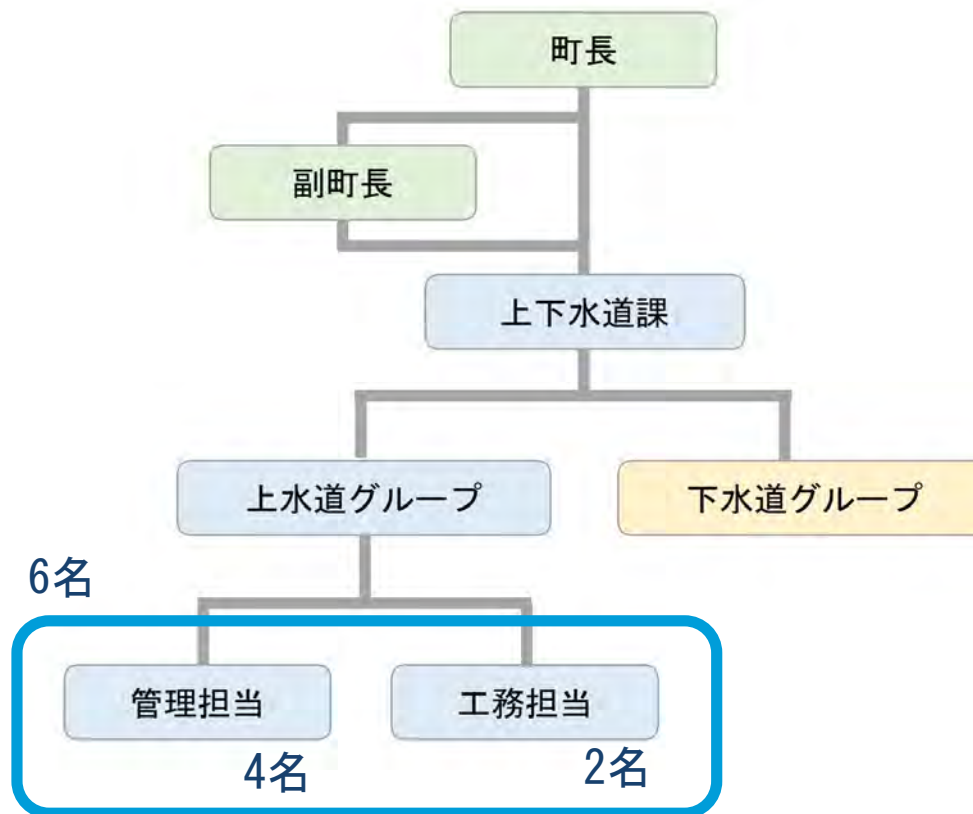 町長
副町長
上下水道課
上水道グループ
下水道グループ
6名
管理担当
工務担当
4名
2名